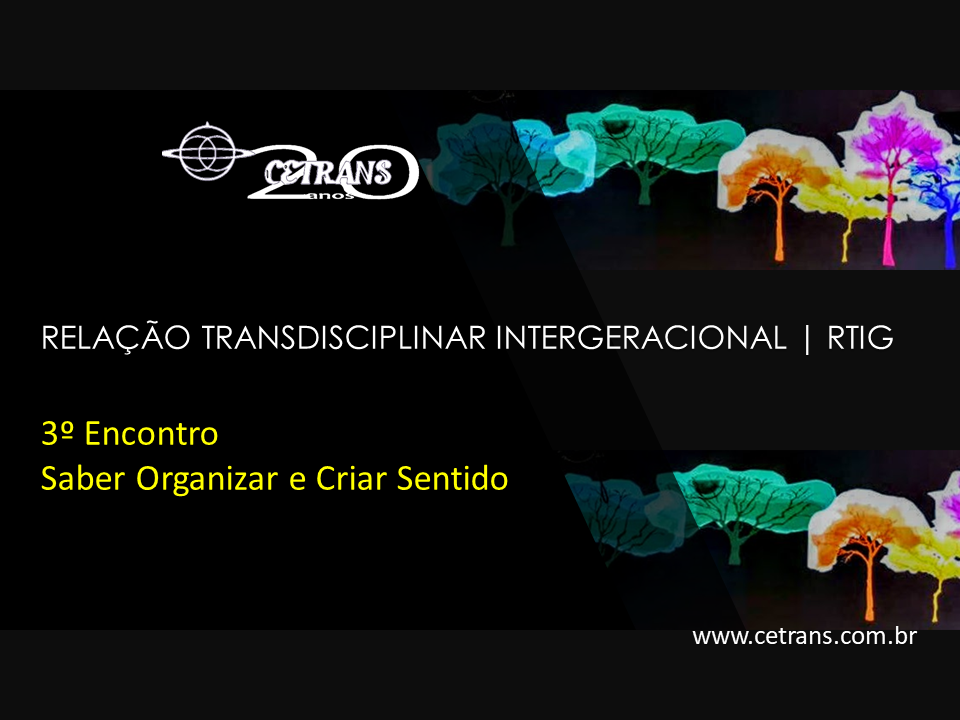 20
CETRANS
anos
RELAÇÃO TRANSDISCIPLINAR INTERGERACIONAL | RTIG
3º Encontro
Saber Organizar e Criar Sentido
www.cetrans.com.br